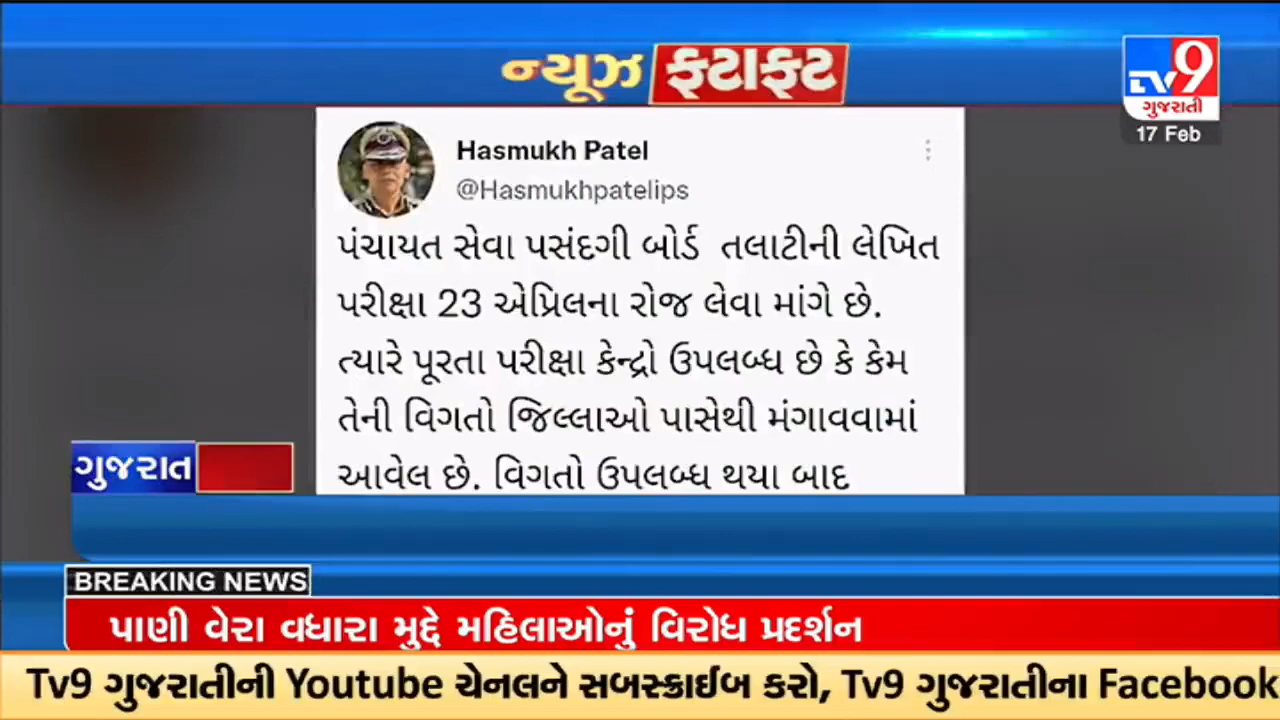 ન્યૂઝ ફટાફટ
TV9
ગુજરાતી
17 Feb
Hasmukh Patel
@Hasmukhpatelips
પંચાયત સેવા પસંદગી બોર્ડ તલાટીની લેખિત
પરીક્ષા 23 એપ્રિલના રોજ લેવા માંગે છે.
ત્યારે પૂરતા પરીક્ષા કેન્દ્રો ઉપલબ્ધ છે કે કેમ
તેની વિગતો જિલ્લાઓ પાસેથી મંગાવવામાં
આવેલ છે. વિગતો ઉપલબ્ધ થયા બાદ
ગુજરાત
BREAKING NEWS
પાણી વેરા વધારા મુદ્દે મહિલાઓનું વિરોધ પ્રદર્શન
Tv9 ગુજરાતીની Youtube ચેનલને સબસ્ક્રાઈબ કરો, Tv9 ગુજરાતીના Facebook